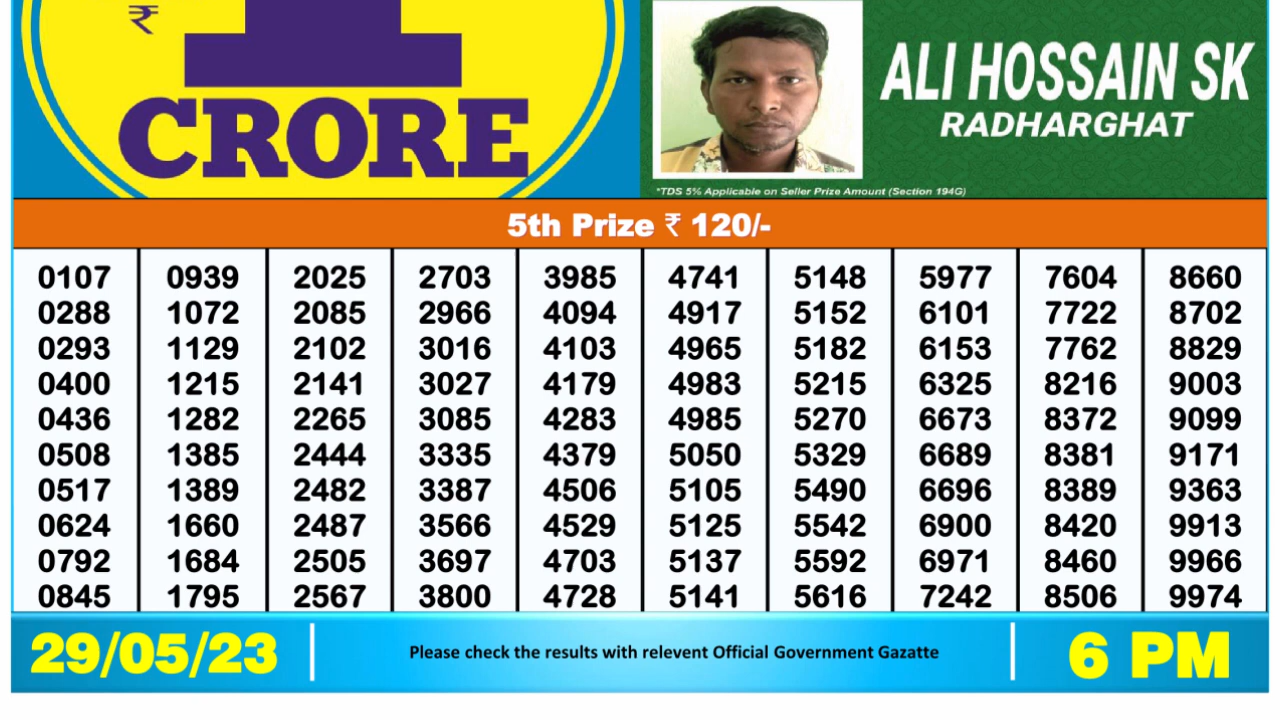 ₹
1
CRORE
ALI HOSSAIN SK
RADHARGHAT
*TDS 5% Applicable on Seller Prize Amount (Section 194G)
5th Prize ₹ 120/-
0107 0939 2025 2703 3985 4741 5148 5977 7604 8660
0288 1072 2085 2966 4094 4917 5152 6101 7722 8702
0293 1129 2102 3016 4103 4965 5182 6153 7762 8829
0400 1215 2141 3027 4179 4983 5215 6325 8216 9003
0436 1282 2265 3085 4283 4985 5270 6673 8372 9099
0508 1385 2444 3335 4379 5050 5329 6689 8381 9171
0517 1389 2482 3387 4506 5105 5490 6696 8389 9363
0624 1660 2487 3566 4529 5125 5542 6900 8420 9913
0792 1684 2505 3697 4703 5137 5592 6971 8460 9966
0845 1795 2567 3800 4728 5141 5616 7242 8506 9974
29/05/23
Please check the results with relevent Official Government Gazatte
6 PM